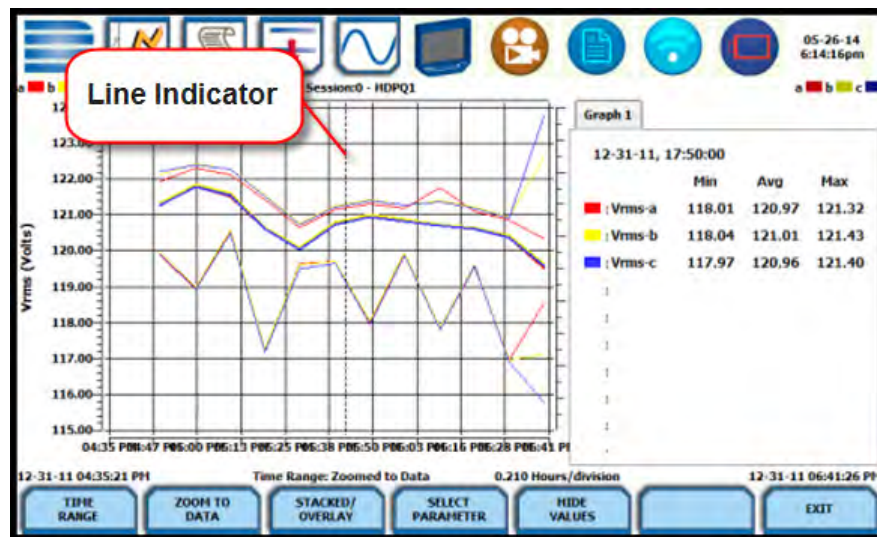 05-26-14
6:14:16pm
Line Indicator
a b
Session:0 - HDPQ1
a b c
Graph 1
12-31-11, 17:50:00
Min Avg Max
:Vrms-a 118.01 120.97 121.32
:Vrms-b 118.04 121.01 121.43
:Vrms-c 117.97 120.96 121.40
Vrms (Volts)
123.00
122.00
121.00
120.00
119.00
118.00
117.00
116.00
115.00
12-31-11 04:35:21 PM Time Range: Zoomed to Data 0.210 Hours/division 12-31-11 06:41:26 PM
TIME RANGE
ZOOM TO DATA
STACKED/ OVERLAY
SELECT PARAMETER
HIDE VALUES
EXIT